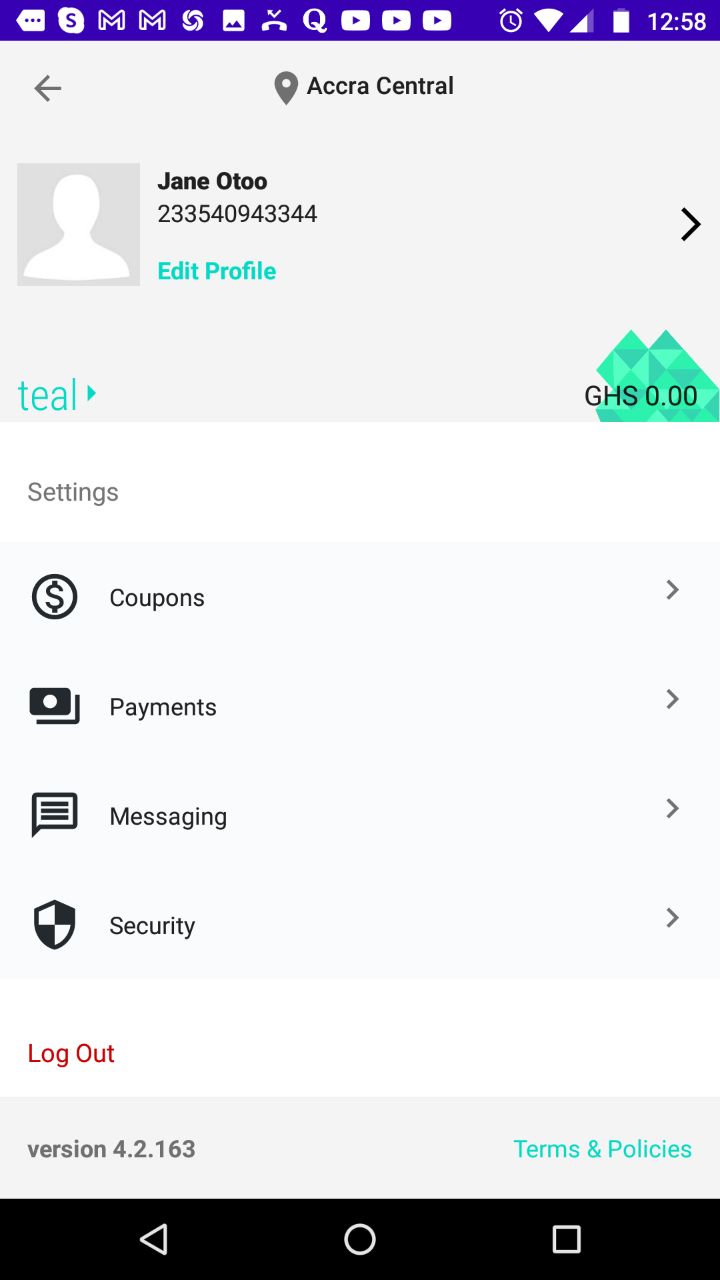 12:58
Accra Central
Jane Otoo
233540943344
Edit Profile
teal
GHS 0.00
Settings
Coupons
Payments
Messaging
Security
Log Out
version 4.2.163
Terms & Policies